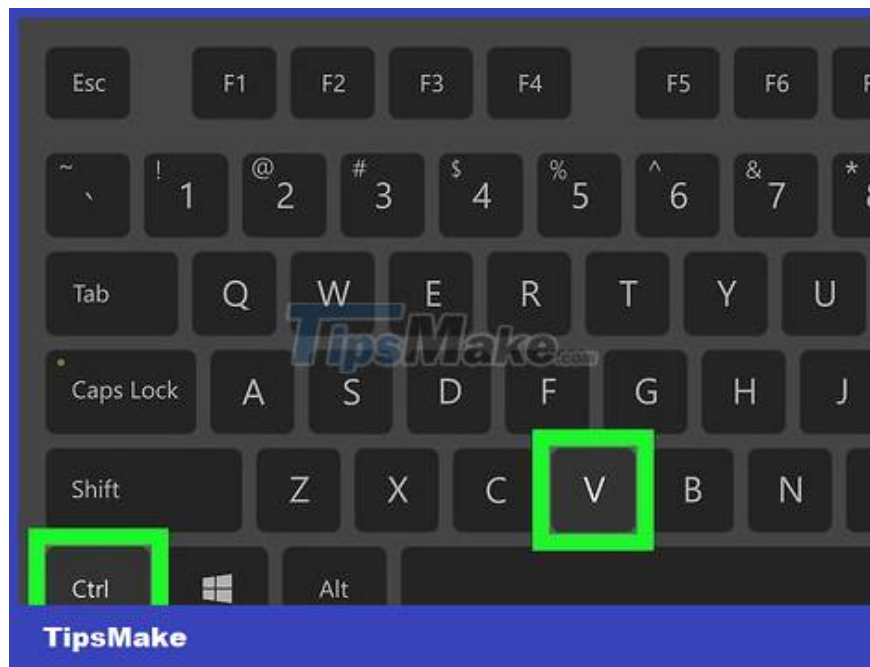 Esc F1 F2 F3 F4 F5 F6
~ ` ! 1 @ 2 # 3 $ 4 % 5 ^ 6 & 7 *
Tab Q W E R T Y U
TipsMake.com
Caps Lock A S D F G H J
Shift Z X C V B N
Ctrl Alt
TipsMake